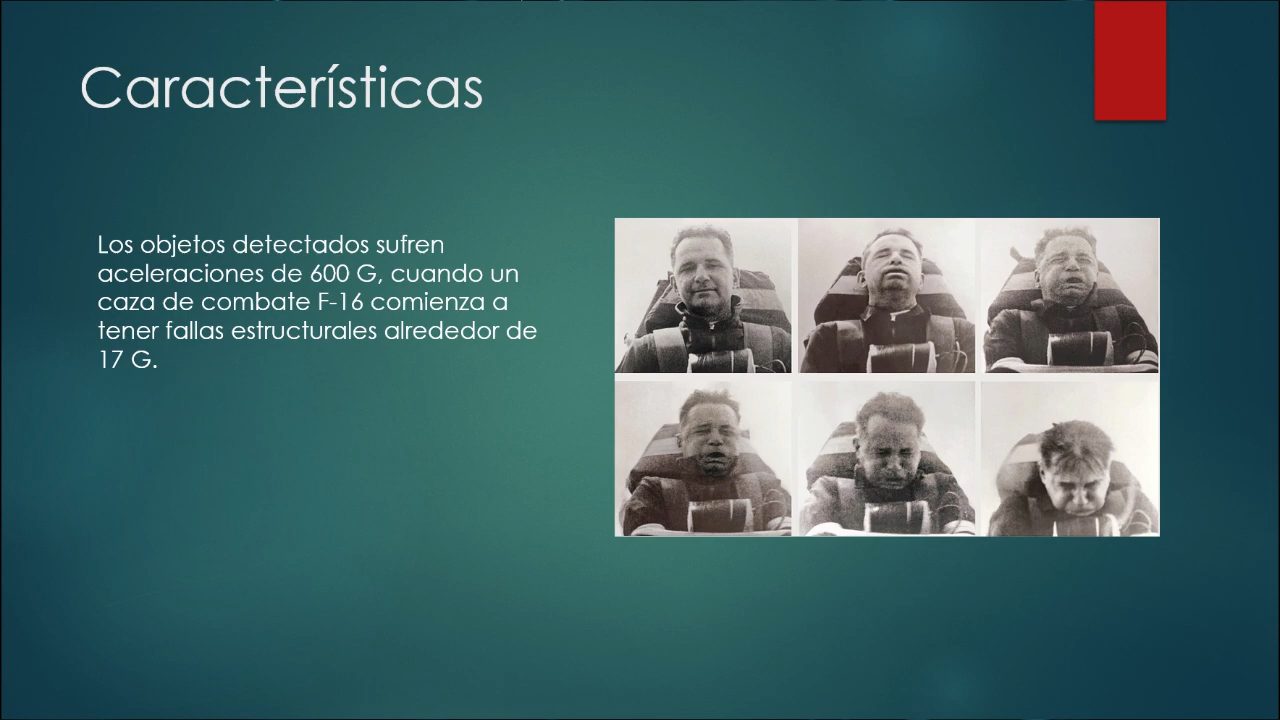 Características
Los objetos detectados sufren
aceleraciones de 600 G, cuando un
caza de combate F-16 comienza a
tener fallas estructurales alrededor de
17 G.